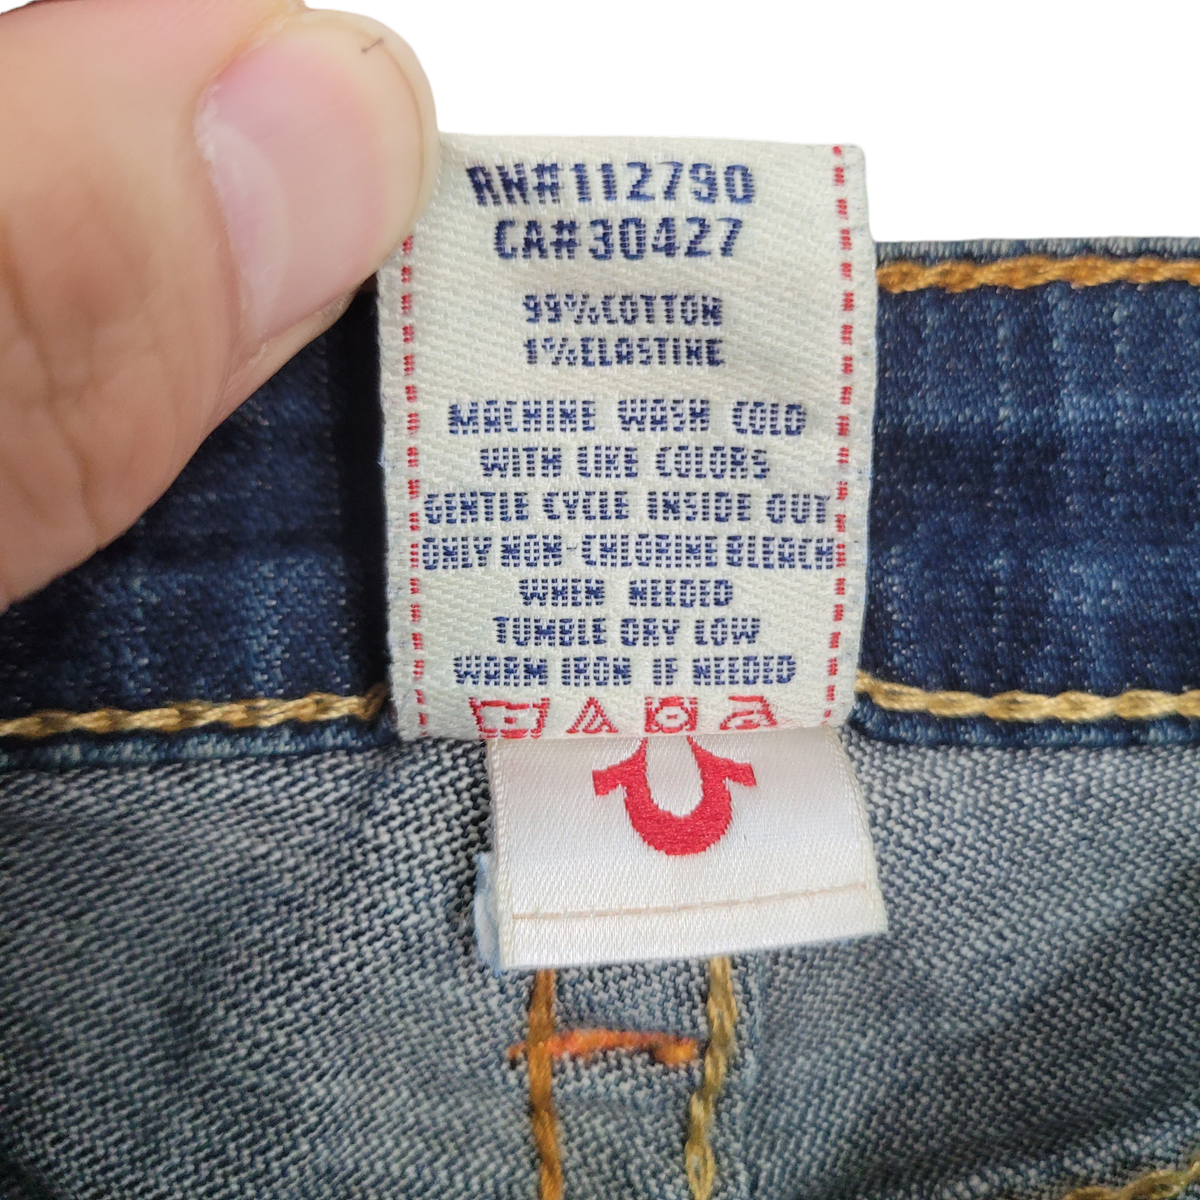 RN#112790
CA#30427
99%COTTON
1%ELASTINE
MACHINE WASH COLD
WITH LIKE COLORS
GENTLE CYCLE INSIDE OUT
ONLY NON-CHLORINE BLEACH
WHEN NEEDED
TUMBLE DRY LOW
WARM IRON IF NEEDED